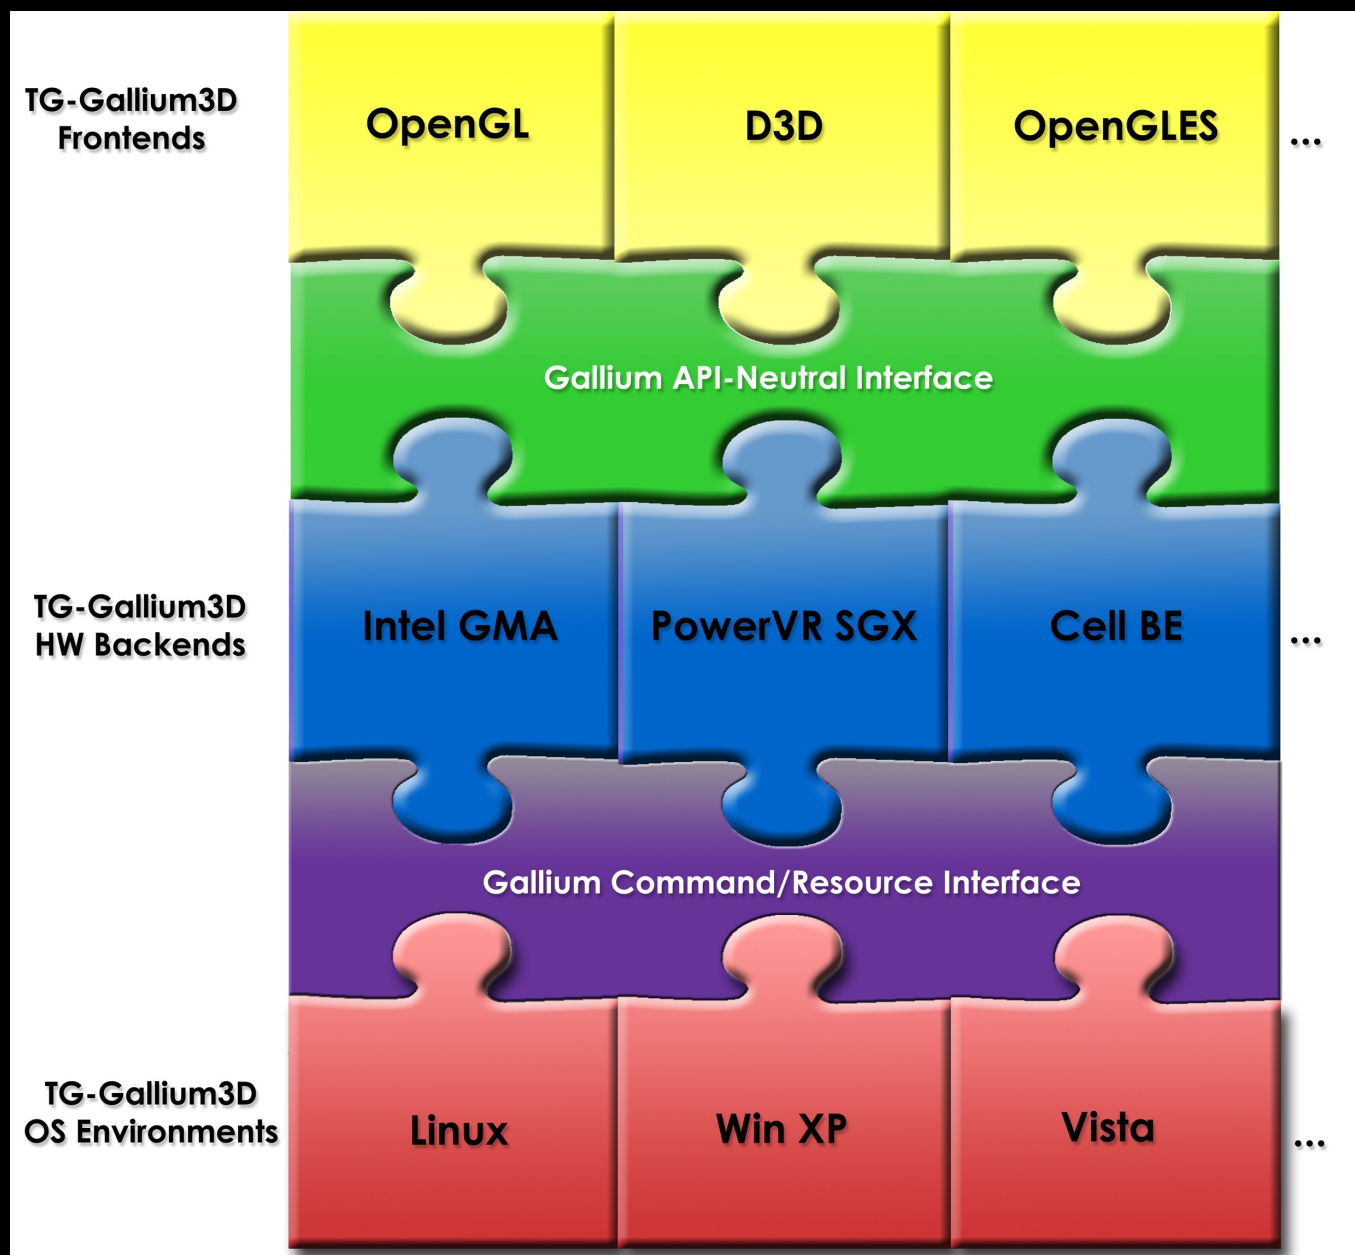 TG-Gallium3D
Frontends
OpenGL
D3D
OpenGLES
...
Gallium API-Neutral Interface
TG-Gallium3D
HW Backends
Intel GMA
PowerVR SGX
Cell BE
...
Gallium Command/Resource Interface
TG-Gallium3D
OS Environments
Linux
Win XP
Vista
...